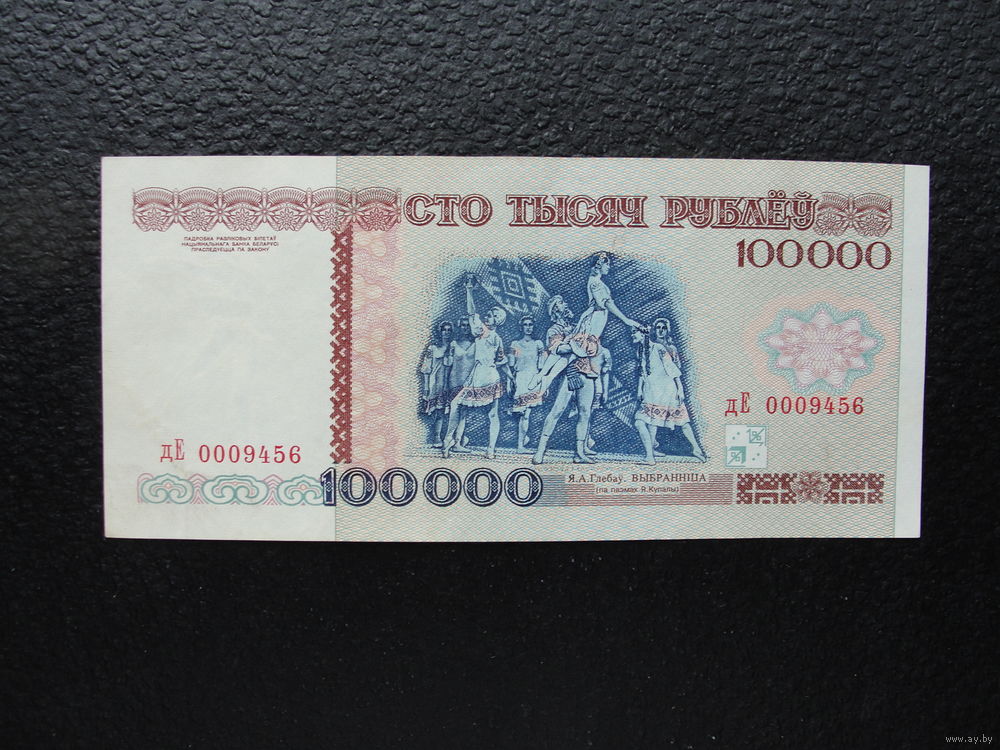 СТО ТЫСЯЧ РУБЛЁЎ
100000
ПАДРОБКА РАЗЛІКОВЫХ БІЛЕТАЎ
НАЦЫЯНАЛЬНАГА БАНКА БЕЛАРУСІ
ПРАСЛЕДУЕЦЦА ПА ЗАКОНУ
дЕ 0009456
дЕ 0009456
100000
Я.А.Глебаў. ВЫБРАННІЦА
(па паэмах Я.Купалы)
www.ay.by